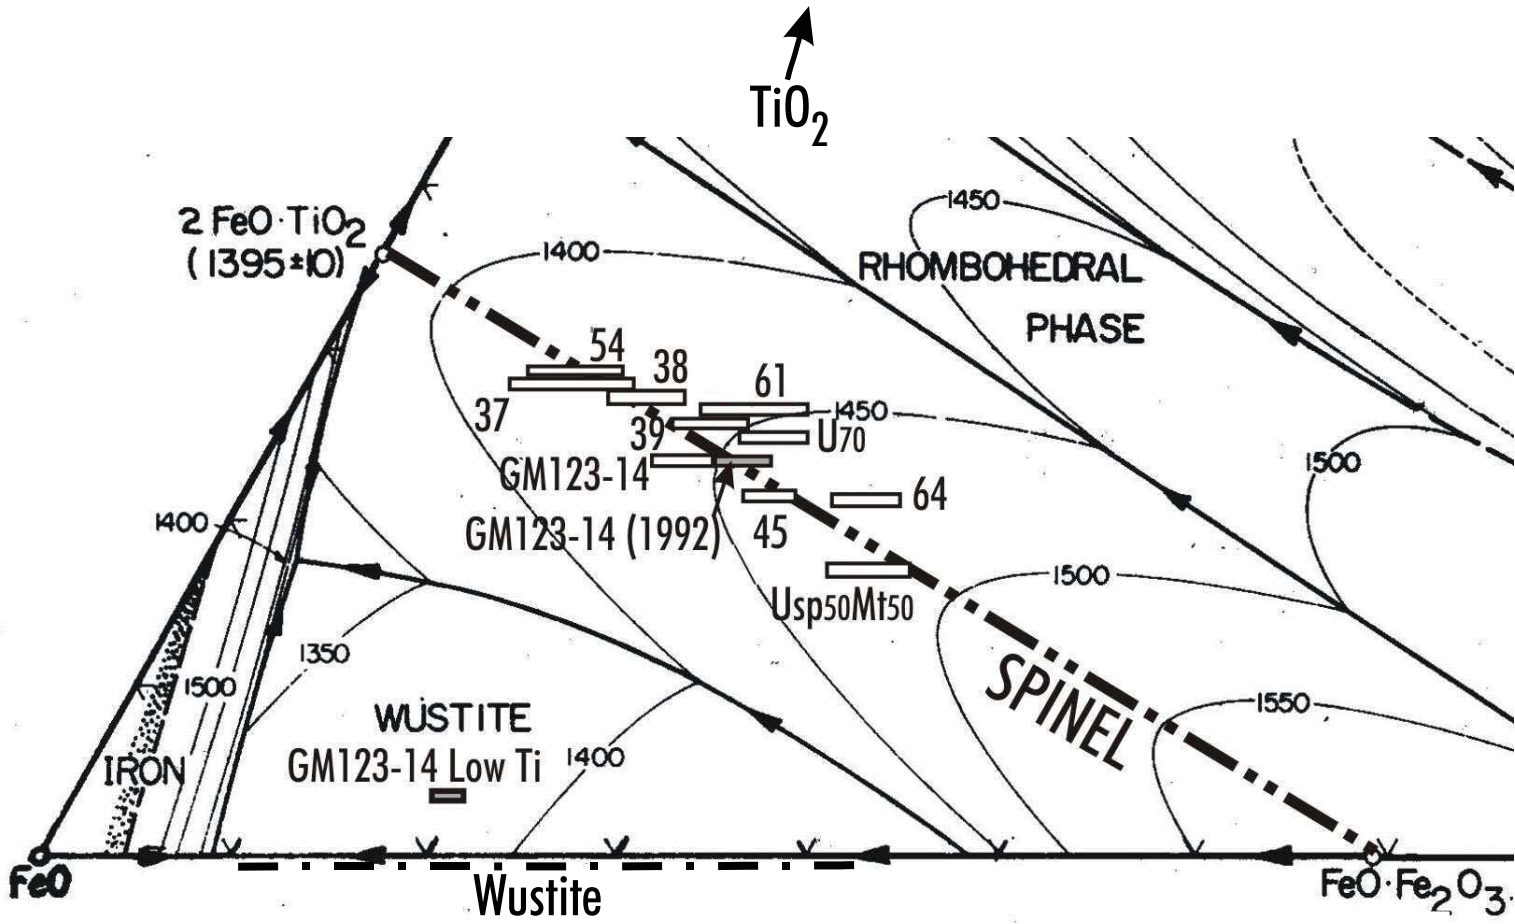 TiO2
1450
2 FeO·TiO2
(1395±10)
1400
RHOMBOHEDRAL
PHASE
54
38
61
37
1450
39
U70
GM123-14
1500
64
1400
GM123-14 (1992)
45
1500
Usp50Mt50
1350
SPINEL
1500
1550
WUSTITE
IRON
GM123-14 Low Ti
1400
FeO
FeO·Fe2O3.
Wustite